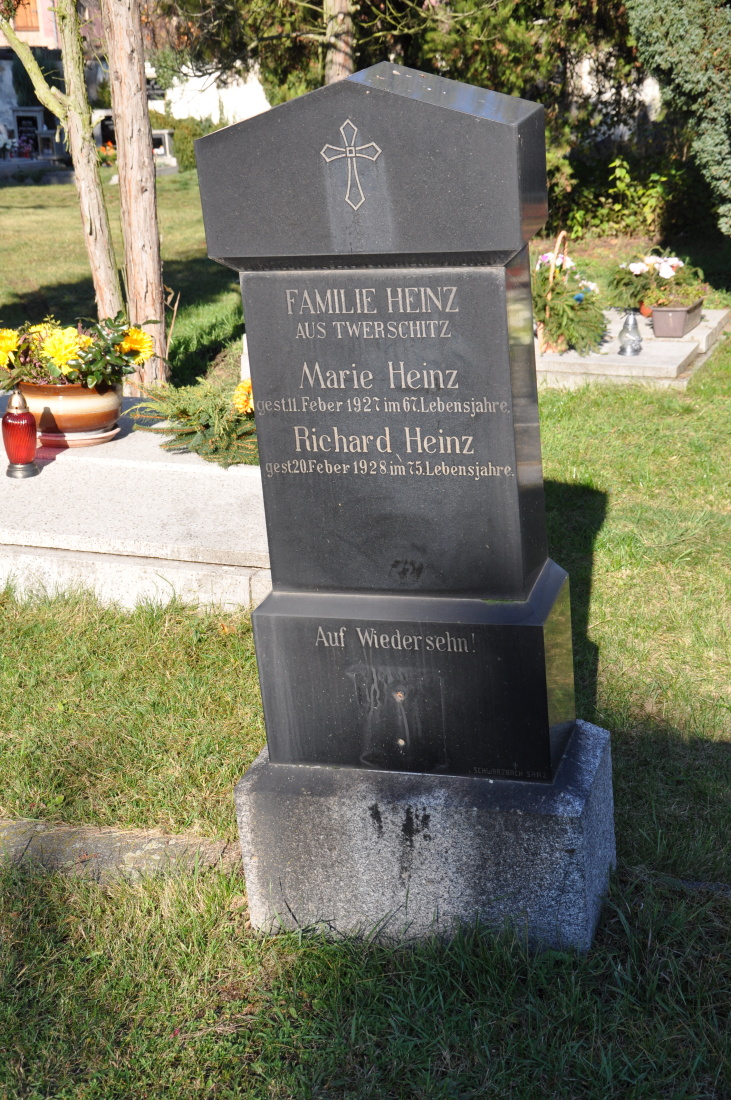 FAMILIE HEINZ
AUS TWERSCHITZ
Marie Heinz
gest.11.Feber 1927 im 67.Lebensjahre.
Richard Heinz
gest.20.Feber 1928 im 75.Lebensjahre.
Auf Wiedersehn!
SCHWARZBACH